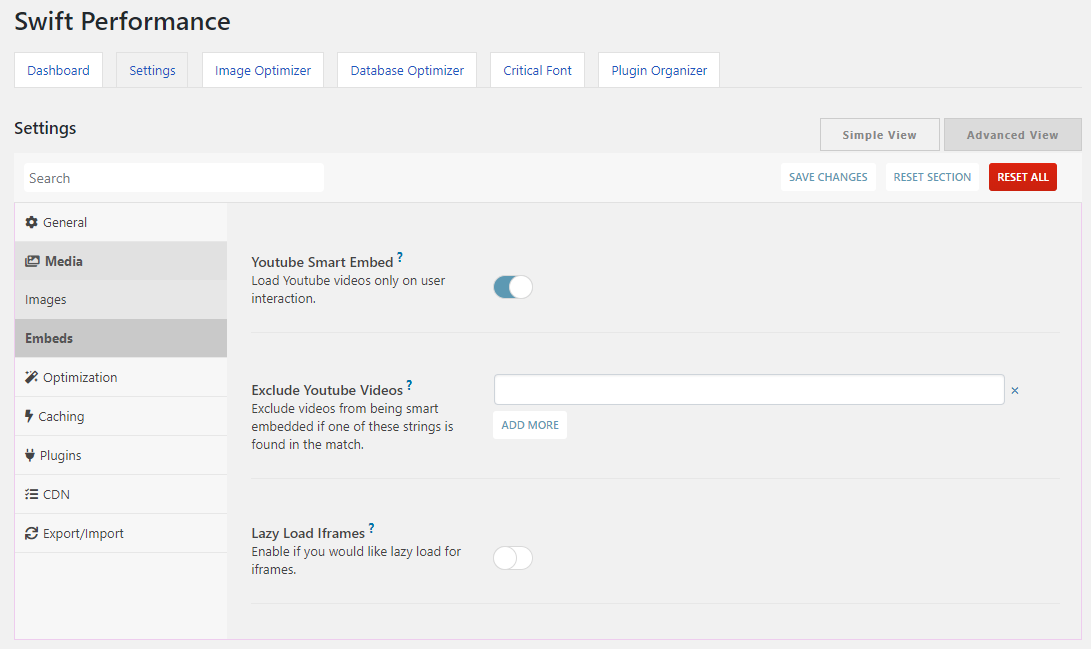 Swift Performance
Dashboard
Settings
Image Optimizer
Database Optimizer
Critical Font
Plugin Organizer
Settings
Simple View
Advanced View
Search
SAVE CHANGES
RESET SECTION
RESET ALL
General
Media
Images
Embeds
Optimization
Caching
Plugins
CDN
Export/Import
Youtube Smart Embed ?
Load Youtube videos only on user
interaction.
Exclude Youtube Videos ?
Exclude videos from being smart
embedded if one of these strings is
found in the match.
×
ADD MORE
Lazy Load Iframes ?
Enable if you would like lazy load for
iframes.